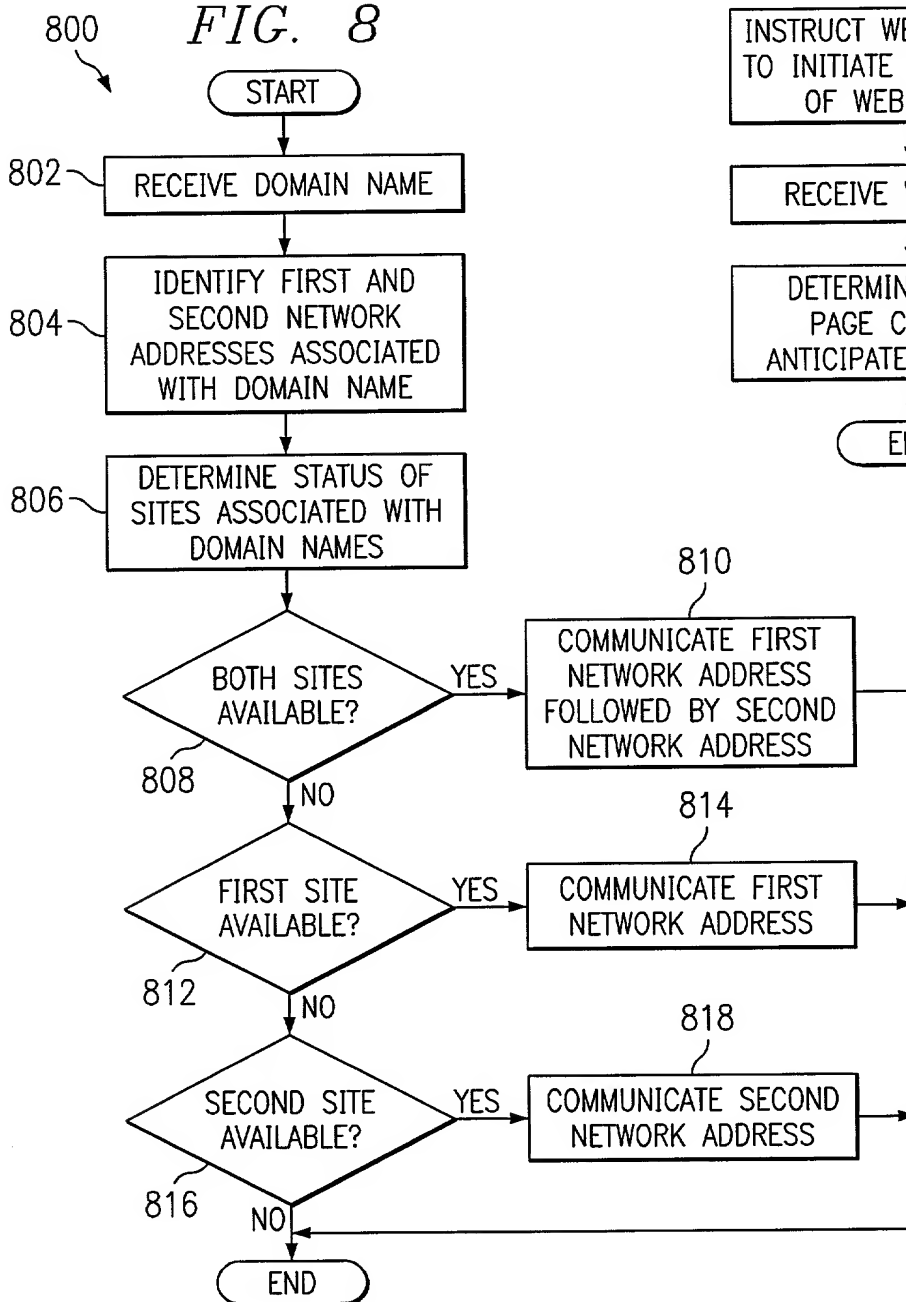 FIG. 8
800
START
802
RECEIVE DOMAIN NAME
804
IDENTIFY FIRST AND
SECOND NETWORK
ADDRESSES ASSOCIATED
WITH DOMAIN NAME
806
DETERMINE STATUS OF
SITES ASSOCIATED WITH
DOMAIN NAMES
BOTH SITES
AVAILABLE?
808
YES
NO
810
COMMUNICATE FIRST
NETWORK ADDRESS
FOLLOWED BY SECOND
NETWORK ADDRESS
FIRST SITE
AVAILABLE?
812
YES
NO
814
COMMUNICATE FIRST
NETWORK ADDRESS
SECOND SITE
AVAILABLE?
816
YES
NO
818
COMMUNICATE SECOND
NETWORK ADDRESS
END
INSTRUCT
TO INITIATE
OF WEB
RECEIVE
PAGE